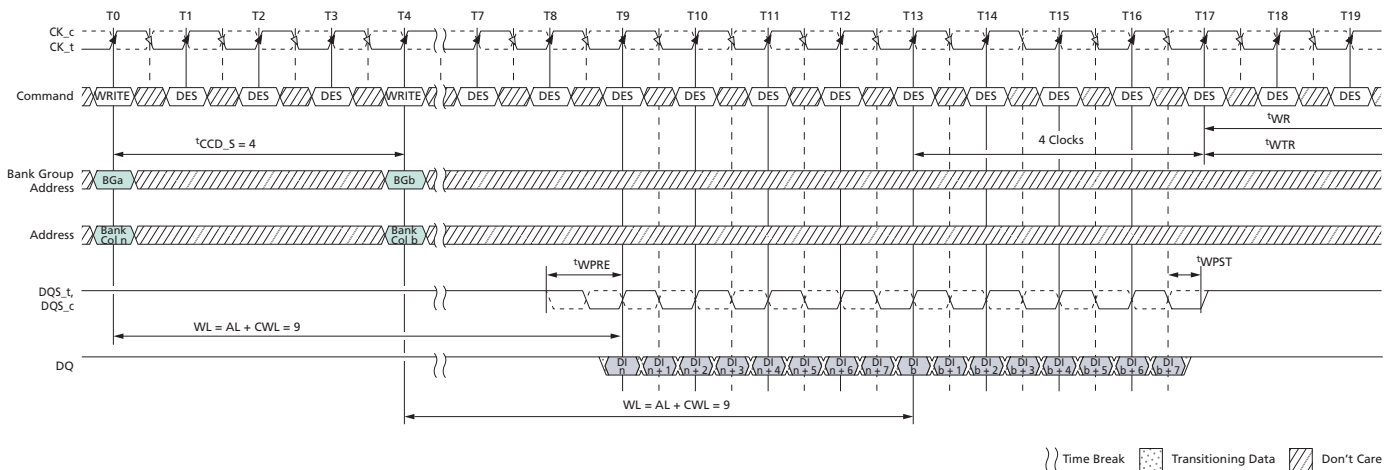 T0 T1 T2 T3 T4 T7 T8 T9 T10 T11 T12 T13 T14 T15 T16 T17 T18 T19
CK_c
CK_t
Command WRITE DES DES DES WRITE DES DES DES DES DES DES DES DES DES DES DES DES DES
tWR
tCCD_S = 4 4 Clocks tWTR
Bank Group
Address BGa BGb
Address Bank
Col n Bank
Col b
tWPRE tWPST
DQS_t,
DQS_c
WL = AL + CWL = 9
DQ DI
n DI
n + 1 DI
n + 2 DI
n + 3 DI
n + 4 DI
n + 5 DI
n + 6 DI
n + 7 DI
b DI
b + 1 DI
b + 2 DI
b + 3 DI
b + 4 DI
b + 5 DI
b + 6 DI
b + 7
WL = AL + CWL = 9
Time Break Transitioning Data Don't Care